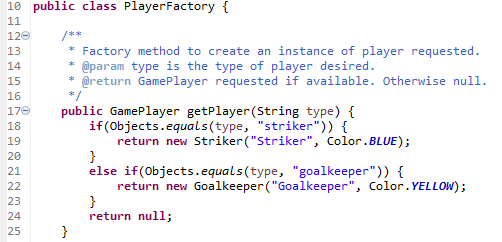 10 public class PlayerFactory {
11
12 /**
13 * Factory method to create an instance of player requested.
14 * @param type is the type of player desired.
15 * @return GamePlayer requested if available. Otherwise null.
16 */
17 public GamePlayer getPlayer(String type) {
18 if(Objects.equals(type, "striker")) {
19 return new Striker("Striker", Color.BLUE);
20 }
21 else if(Objects.equals(type, "goalkeeper")) {
22 return new Goalkeeper("Goalkeeper", Color.YELLOW);
23 }
24 return null;
25 }